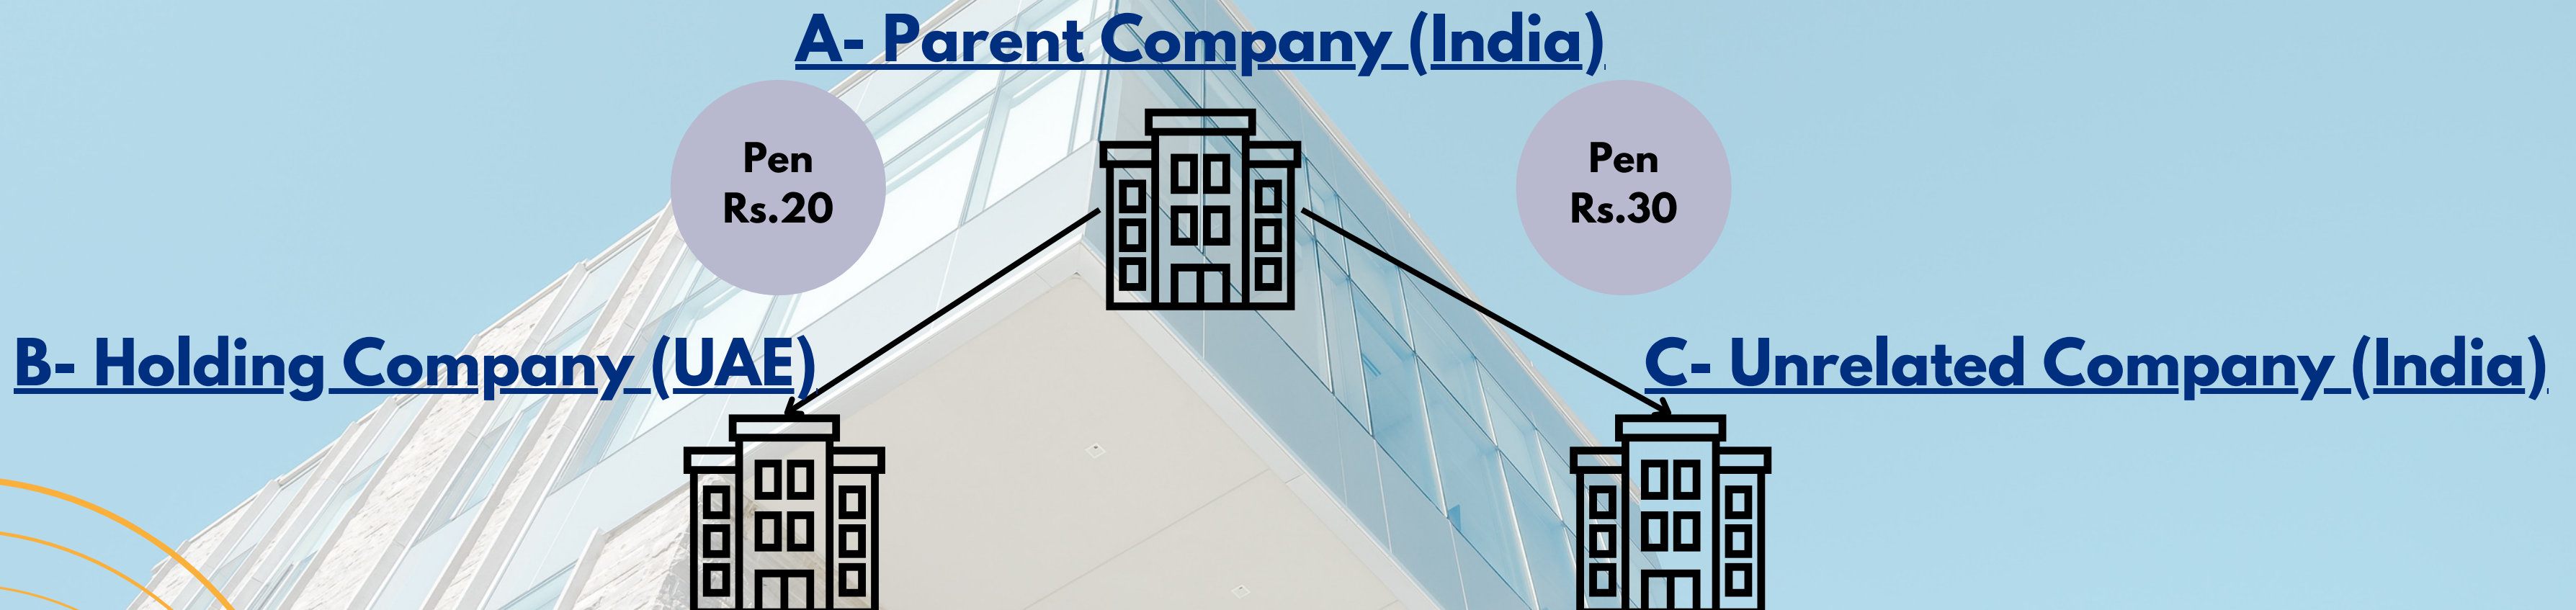 A- Parent Company (India)
Pen
Rs.20
Pen
Rs.30
B- Holding Company (UAE)
C- Unrelated Company (India)